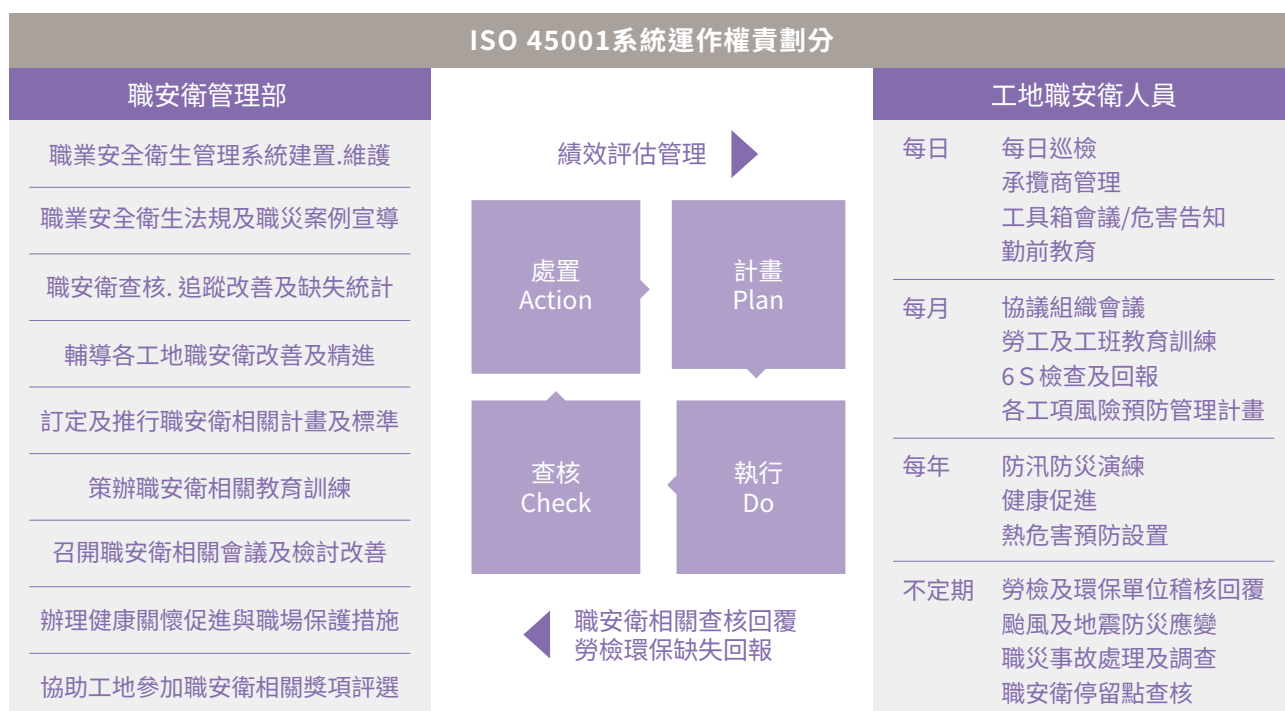 ISO 45001系統運作權責劃分
職安衛管理部
職業安全衛生管理系統建置.維護
職業安全衛生法規及職災案例宣導
職安衛查核. 追蹤改善及缺失統計
輔導各工地職安衛改善及精進
訂定及推行職安衛相關計畫及標準
策辦職安衛相關教育訓練
召開職安衛相關會議及檢討改善
辦理健康關懷促進與職場保護措施
協助工地參加職安衛相關獎項評選
績效評估管理
處置
Action
計畫
Plan
查核
Check
執行
Do
職安衛相關查核回覆
勞檢環保缺失回報
工地職安衛人員
每日 每日巡檢
承攬商管理
工具箱會議/危害告知
勤前教育
每月 協議組織會議
勞工及工班教育訓練
6S檢查及回報
各工項風險預防管理計畫
每年 防汛防災演練
健康促進
熱危害預防設置
不定期 勞檢及環保單位稽核回覆
颱風及地震防災應變
職災事故處理及調查
職安衛停留點查核